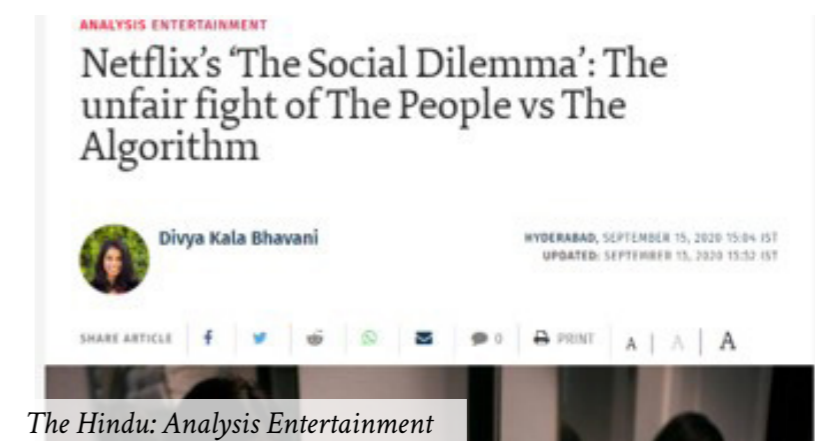 ANALYSIS ENTERTAINMENT
Netflix’s ‘The Social Dilemma’: The
unfair fight of The People vs The
Algorithm
Divya Kala Bhavani
HYDERABAD, SEPTEMBER 15, 2020 15:04 IST
UPDATED: SEPTEMBER 15, 2020 15:52 IST
SHARE ARTICLE
0
PRINT
A | A | A
The Hindu: Analysis Entertainment